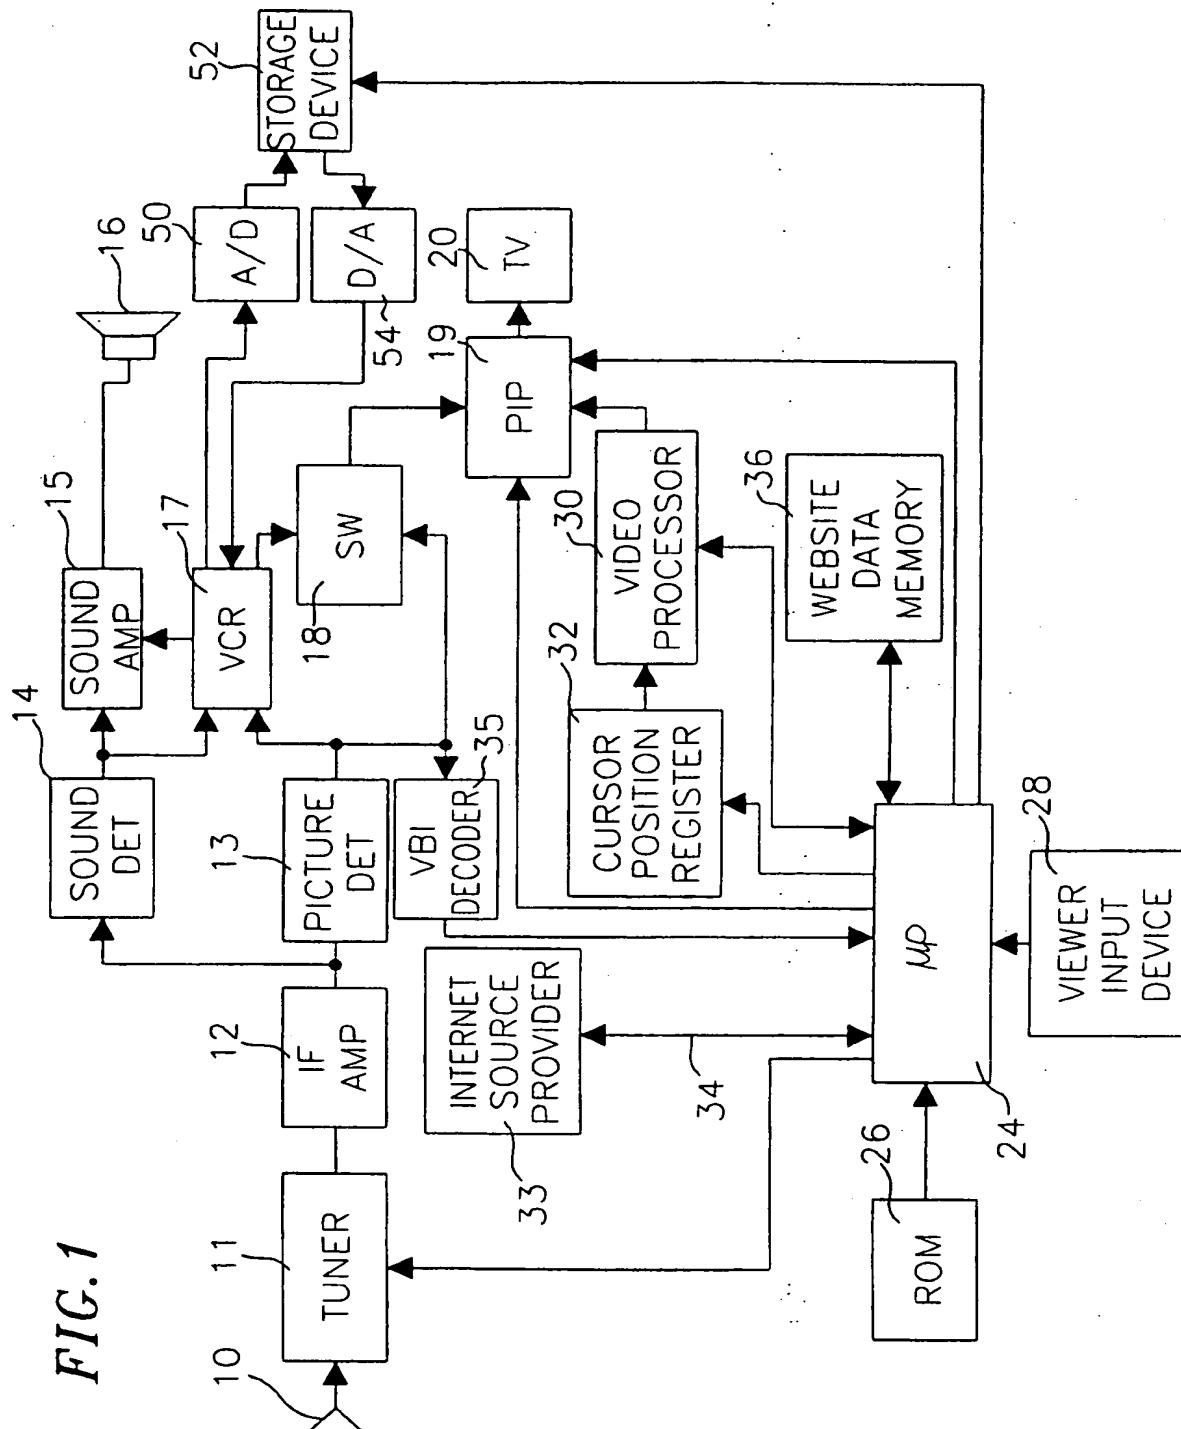 FIG. 1
10
11
TUNER
12
IF
AMP
13
PICTURE
DET
14
SOUND
DET
15
SOUND
AMP
16
17
VCR
18
SW
50
A/D
52
STORAGE
DEVICE
D/A
54
19
PIP
20
TV
VBI
DECODER
35
INTERNET
SOURCE
PROVIDER
33
34
32
CURSOR
POSITION
REGISTER
30
VIDEO
PROCESSOR
36
WEBSITE
DATA
MEMORY
26
ROM
μP
24
28
VIEWER
INPUT
DEVICE